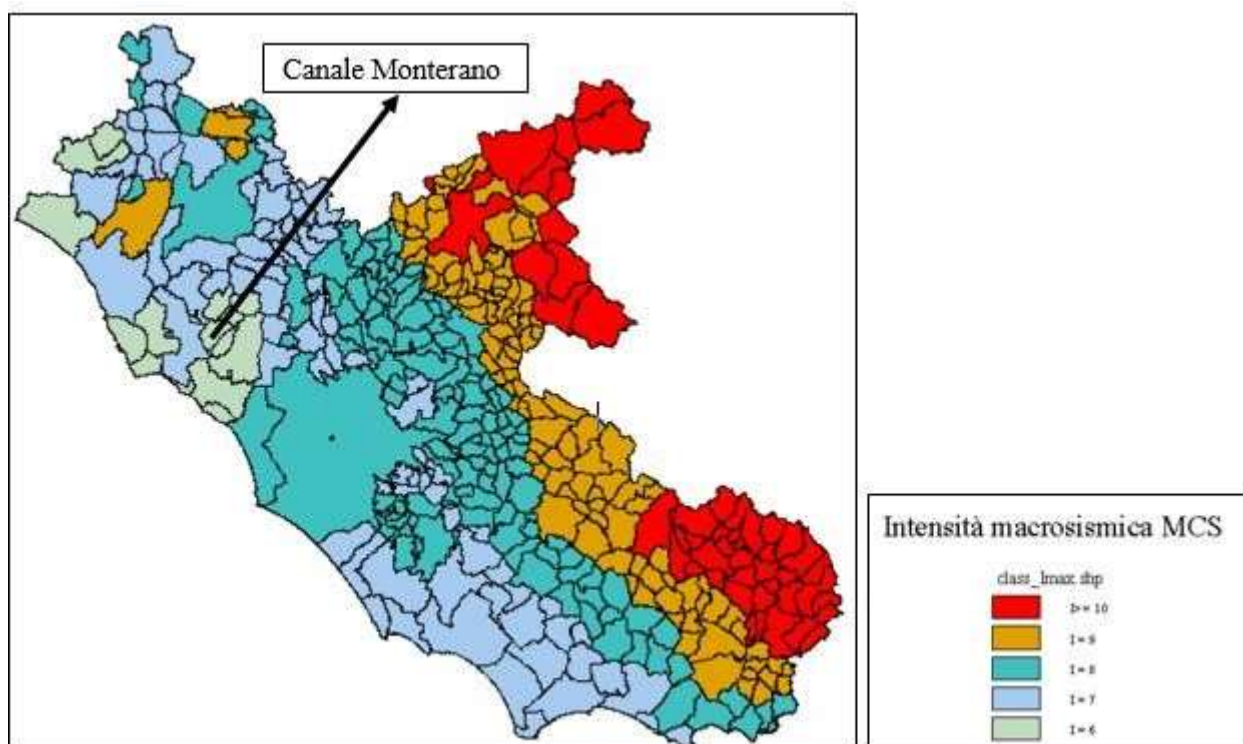 Canale Monterano
Intensità macrosismica MCS
class_Imax.shp
I>= 10
I = 9
I = 8
I = 7
I = 6